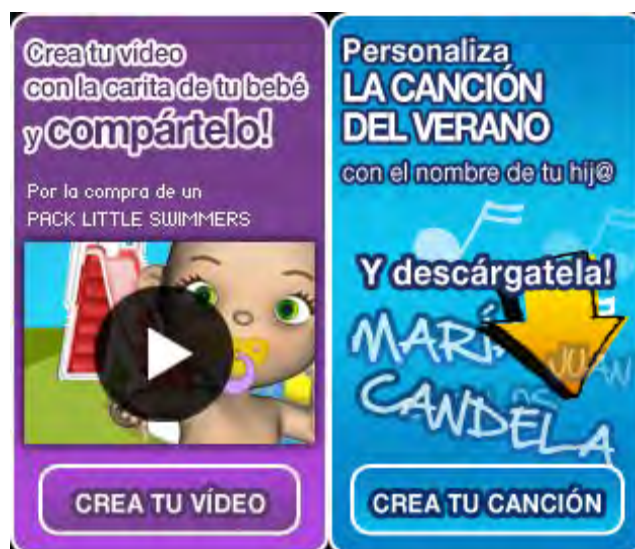 Crea tu vídeo
con la carita de tu bebé
y compártelo!
Por la compra de un
PACK LITTLE SWIMMERS
CREA TU VÍDEO
Personaliza
LA CANCIÓN
DEL VERANO
con el nombre de tu hij@
Y descárgatela!
MARÍA
JUAN
CANDELA
CREA TU CANCIÓN